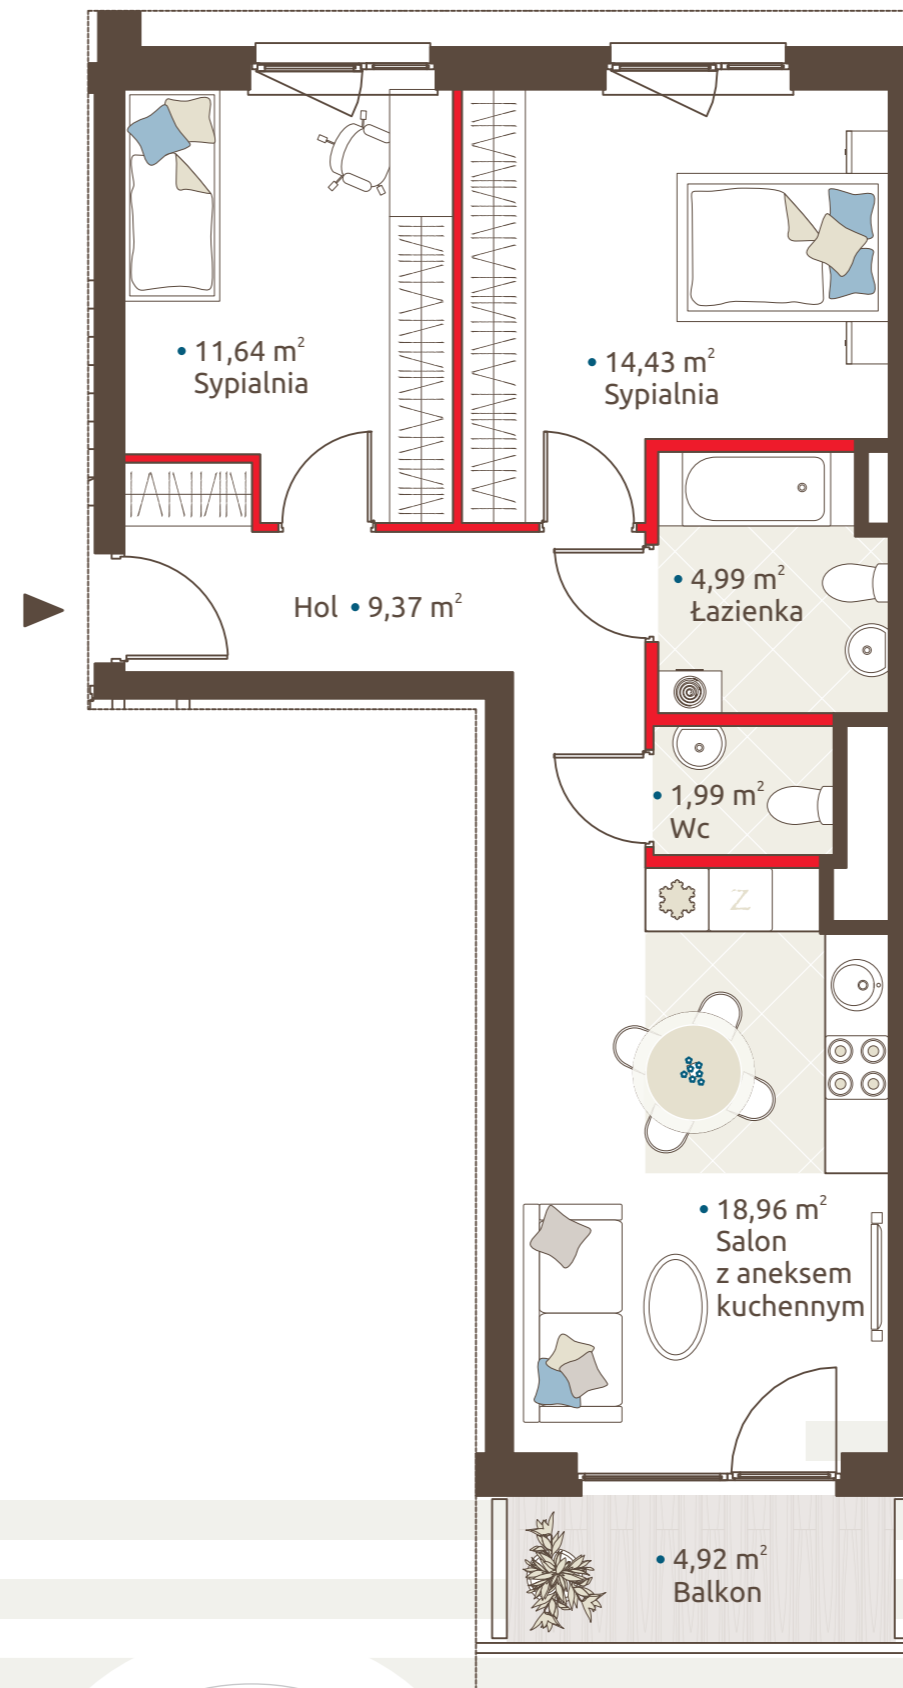 • 11,64 m²
Sypialnia
• 14,43 m²
Sypialnia
Hol • 9,37 m²
• 4,99 m²
Łazienka
• 1,99 m²
Wc
Z
• 18,96 m²
Salon
z aneksem
kuchennym
• 4,92 m²
Balkon